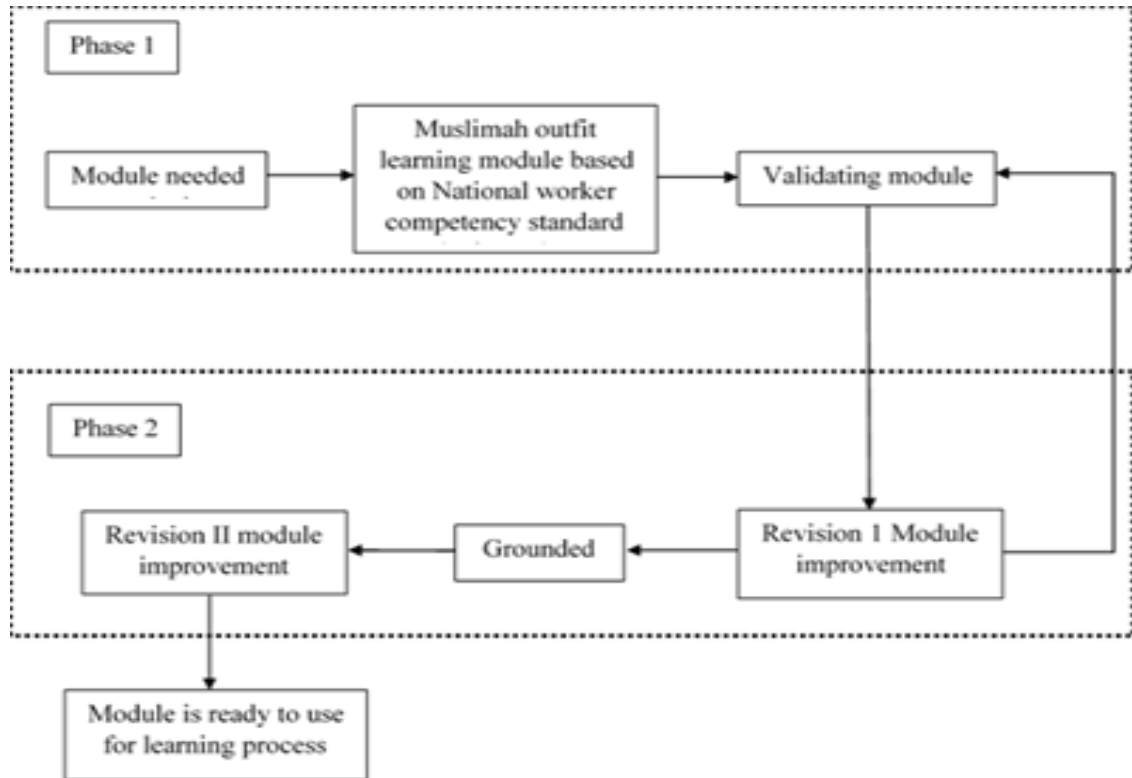 Phase 1
Module needed
Muslimah outfit
learning module based
on National worker
competency standard
Validating module
Phase 2
Revision II module
improvement
Grounded
Revision 1 Module
improvement
Module is ready to use
for learning process